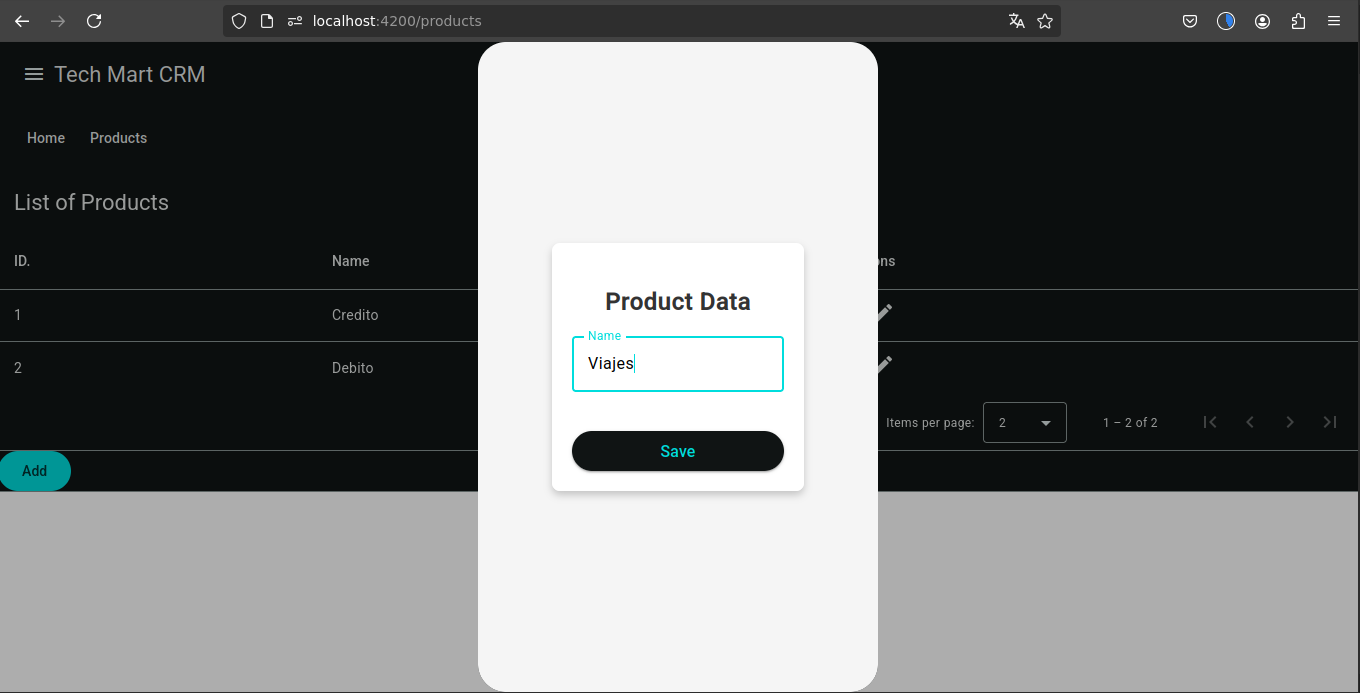 localhost:4200/products
Tech Mart CRM
Home Products
List of Products
ID. Name ons
1 Credito
2 Debito
Items per page: 2 1 – 2 of 2
Add
Product Data
Name
Viajes
Save